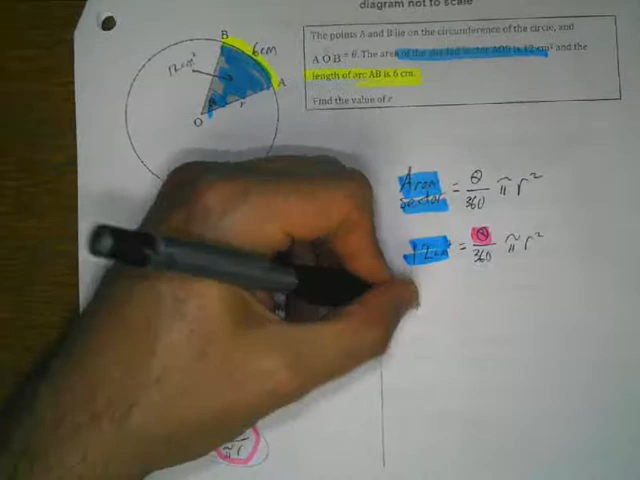 diagram not to scale
The points A and B lie on the circumference of the circle, and
A O B = θ. The area of the shaded sector AOB is 12 cm² and the
length of arc AB is 6 cm.
Find the value of r
B
6cm
12cm²
A
r
O
Area
sector = θ/360 π r²
12cm² = θ/360 π r²
π r